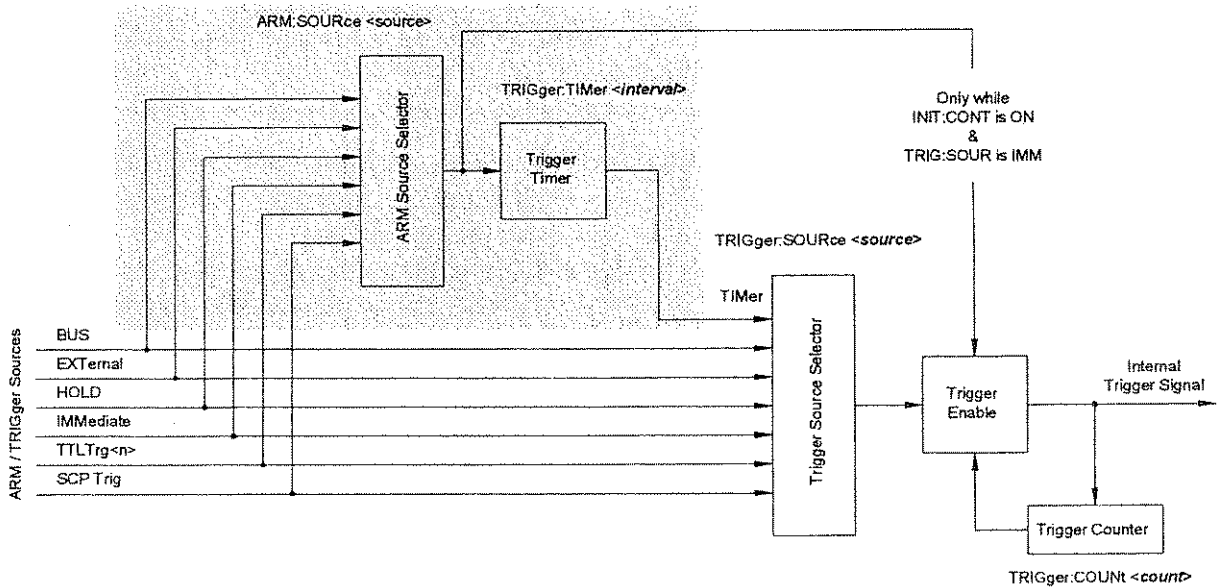 ARM:SOURce <source>
ARM Source Selector
TRIGger:TIMer <interval>
Trigger
Timer
Only while
INIT:CONT is ON
&
TRIG:SOUR is IMM
TRIGger:SOURce <source>
TIMer
ARM / TRIGger Sources
BUS
EXTernal
HOLD
IMMediate
TTLTrg<n>
SCP Trig
Trigger Source Selector
Trigger
Enable
Internal
Trigger Signal
Trigger Counter
TRIGger:COUNt <count>